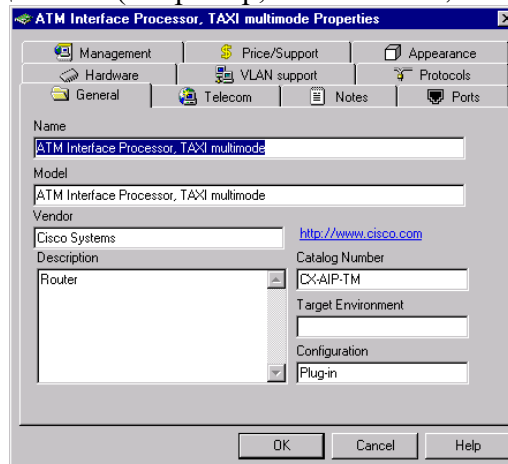 ATM Interface Processor, TAXI multimode Properties
Management Price/Support Appearance
Hardware VLAN support Protocols
General Telecom Notes Ports
Name
ATM Interface Processor, TAXI multimode
Model
ATM Interface Processor, TAXI multimode
Vendor
Cisco Systems http://www.cisco.com
Description Catalog Number
Router CX-AIP-TM
Target Environment
Configuration
Plug-in
OK Cancel Help